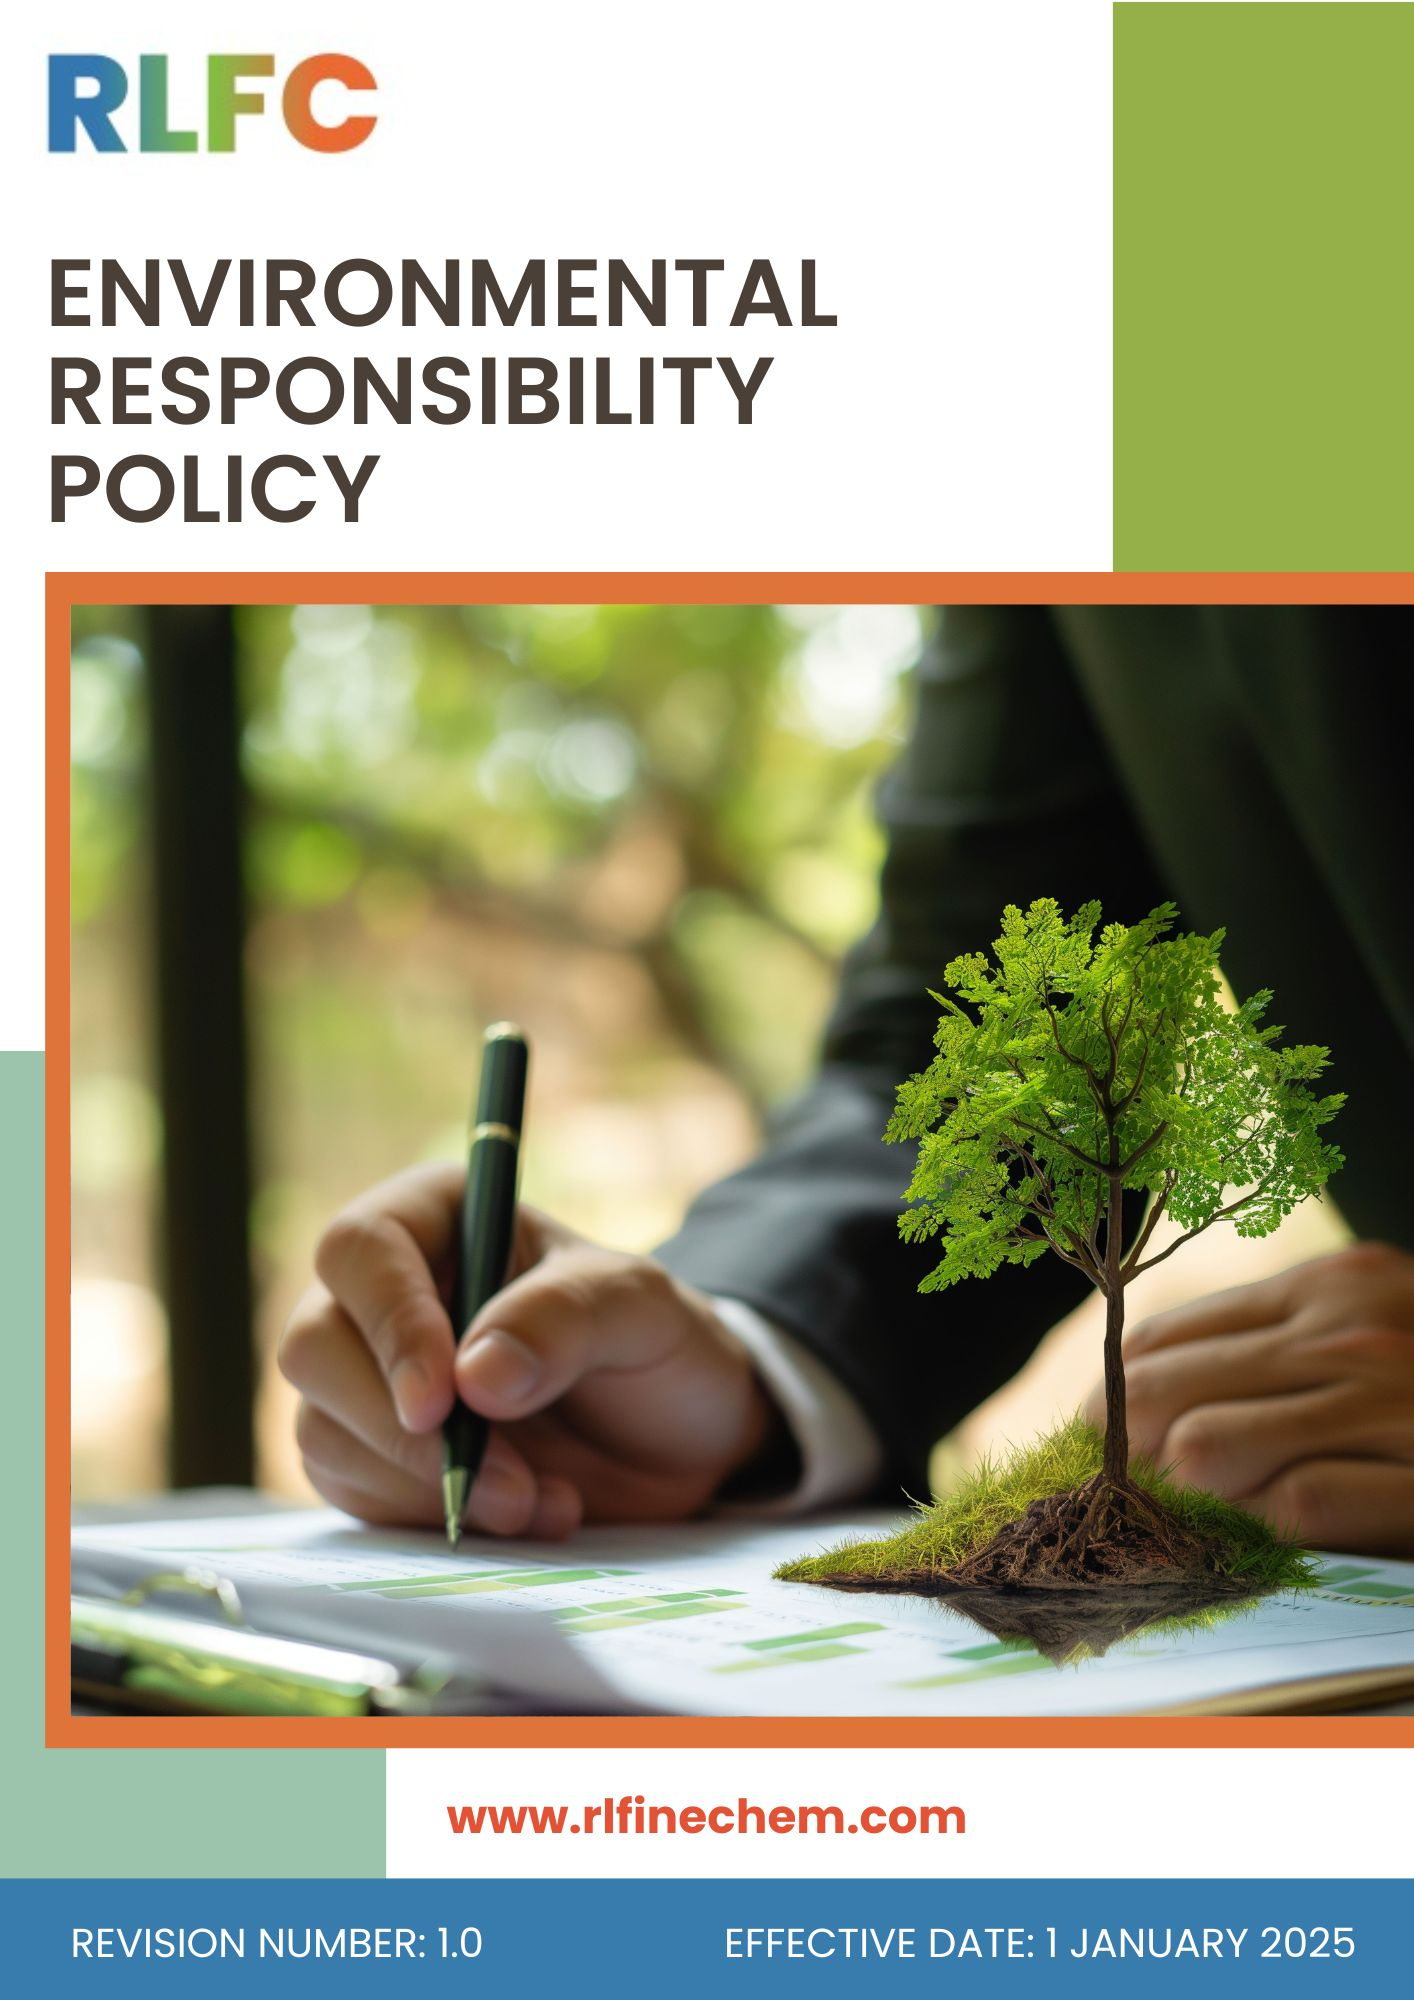 RLFC
ENVIRONMENTAL
RESPONSIBILITY
POLICY
www.rlfinechem.com
REVISION NUMBER: 1.0
EFFECTIVE DATE: 1 JANUARY 2025